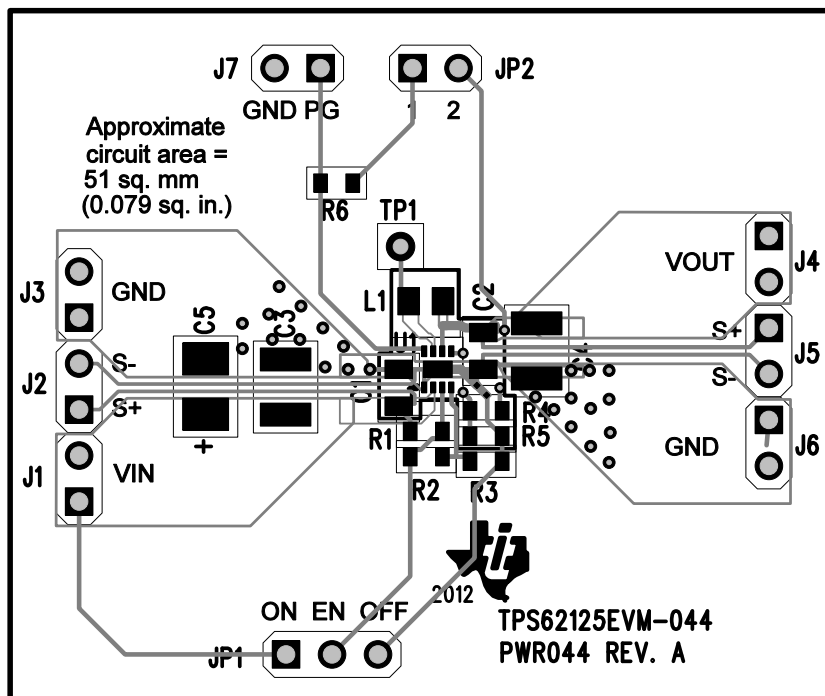 J7
JP2
GND PG
1
2
Approximate
circuit area =
51 sq. mm
(0.079 sq. in.)
R6
TP1
J3
GND
C5
C3
L1
C2
VOUT
J4
S-
J2
S+
S+
J5
S-
C1
U1
J1
VIN
R1
R4
R5
R2
R3
GND
J6
2012
ON EN OFF
JP1
TPS62125EVM-044
PWR044 REV. A